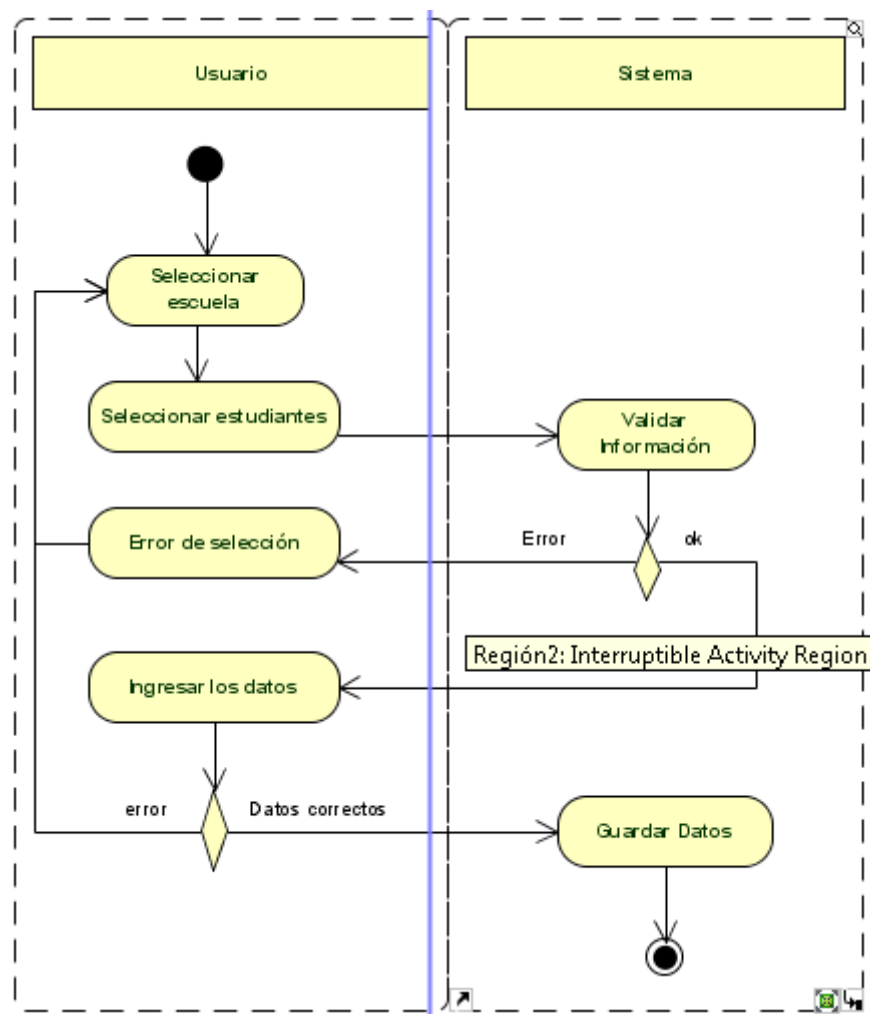 Usuario
Sistema
Seleccionar
escuela
Seleccionar estudiantes
Validar
Información
Error de selección
Error
ok
Región2: Interruptible Activity Region
Ingresar los datos
error
Datos correctos
Guardar Datos